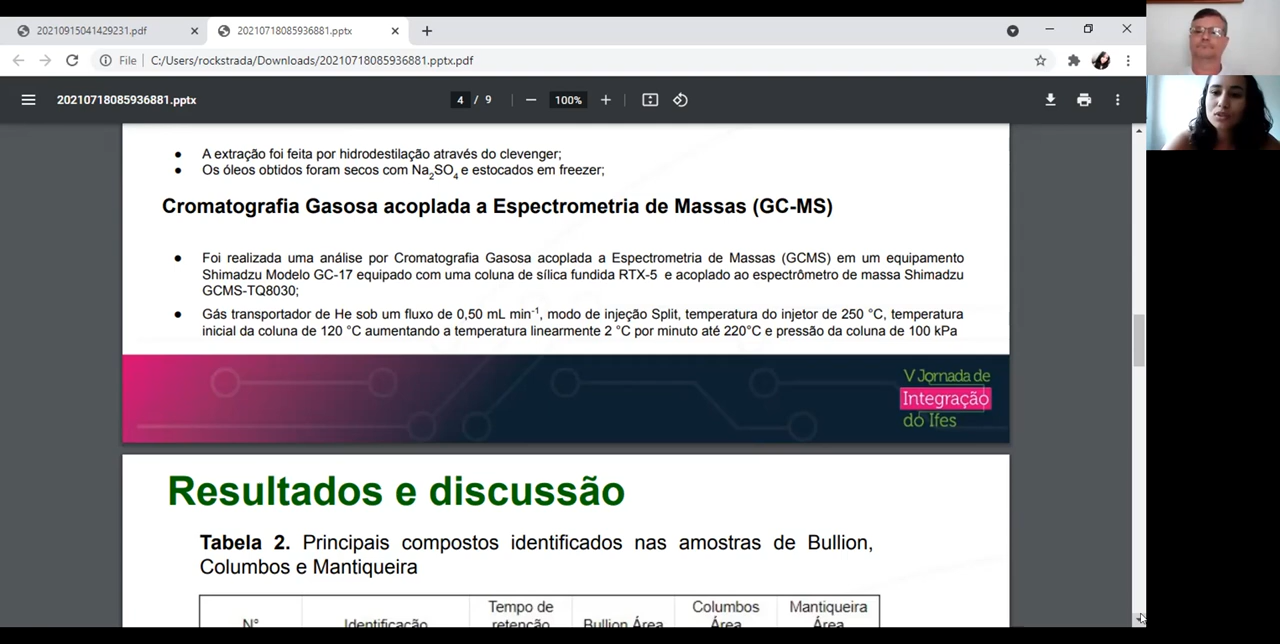 20210915041429231.pdf
20210718085936881.pptx
File
C:/Users/rockstrada/Downloads/20210718085936881.pptx.pdf
20210718085936881.pptx
4 / 9
100%
• A extração foi feita por hidrodestilação através do clevenger;
• Os óleos obtidos foram secos com Na2SO4 e estocados em freezer;
Cromatografia Gasosa acoplada a Espectrometria de Massas (GC-MS)
• Foi realizada uma análise por Cromatografia Gasosa acoplada a Espectrometria de Massas (GCMS) em um equipamento
Shimadzu Modelo GC-17 equipado com uma coluna de sílica fundida RTX-5 e acoplado ao espectrômetro de massa Shimadzu
GCMS-TQ8030;
• Gás transportador de He sob um fluxo de 0,50 mL min-1, modo de injeção Split, temperatura do injetor de 250 °C, temperatura
inicial da coluna de 120 °C aumentando a temperatura linearmente 2 °C por minuto até 220°C e pressão da coluna de 100 kPa
V Jornada de
Integração
do Ifes
Resultados e discussão
Tabela 2. Principais compostos identificados nas amostras de Bullion,
Columbos e Mantiqueira
N° Identificação Tempo de retenção Bullion Área Columbos Área Mantiqueira Área